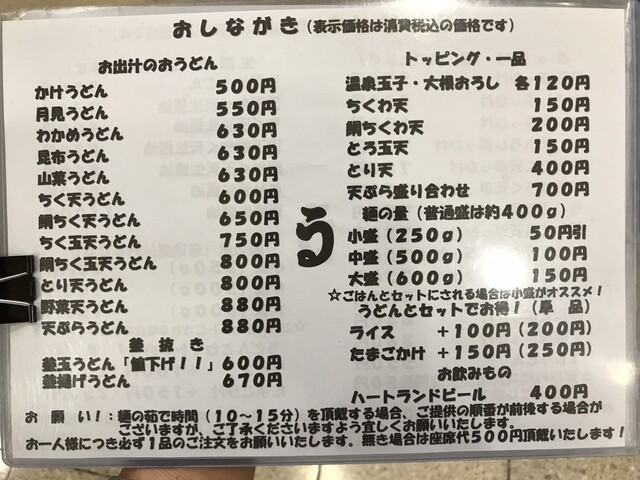 おしながき(表示価格は消費税込の価格です)
お出汁のおうどん
かけうどん 500円
月見うどん 550円
わかめうどん 630円
昆布うどん 630円
山菜うどん 630円
ちく天うどん 600円
鯛ちく天うどん 650円
ちく玉天うどん 750円
鯛ちく玉天うどん 800円
とり天うどん 800円
野菜天うどん 880円
天ぷらうどん 880円
釜抜き
釜玉うどん「値下げ!!」600円
釜揚げうどん 670円
う
トッピング・一品
温泉玉子・大根おろし 各120円
ちくわ天 150円
鯛ちくわ天 200円
とろ玉天 150円
とり天 400円
天ぷら盛り合わせ 700円
麺の量(普通盛は約400g)
小盛(250g) 50円引
中盛(500g) 100円
大盛(600g) 150円
☆ごはんとセットにされる場合は小盛がオススメ!
うどんとセットでお得!(単品)
ライス +100円(200円)
たまごかけ +150円(250円)
お飲みもの
ハートランドビール 400円
お願い!:麺の茹で時間(10~15分)を頂戴する場合、ご提供の順番が前後する場合が
ございますが、ご了承くださいますよう宜しくお願いいたします。
お一人様につき必ず1品のご注文をお願いいたします。無き場合は座席代500円頂戴いたします!